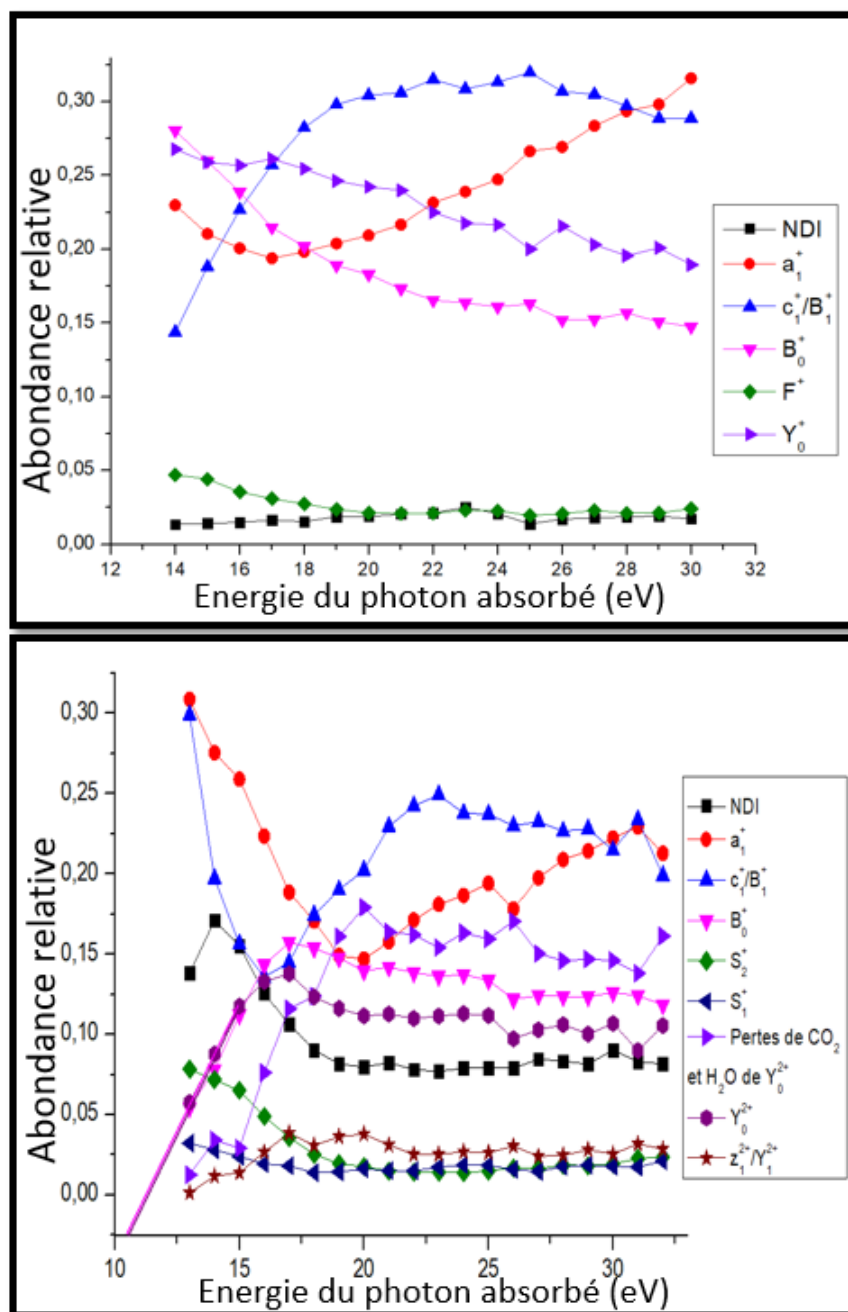 Abondance relative
0,30
0,25
0,20
0,15
0,10
0,05
0,00
12 14 16 18 20 22 24 26 28 30 32
Energie du photon absorbé (eV)
NDI
a₁⁺
c₁⁺/B₁⁺
B₀⁺
F⁺
Y₀⁺
Abondance relative
0,30
0,25
0,20
0,15
0,10
0,05
0,00
10 15 20 25 30
Energie du photon absorbé (eV)
NDI
a₁⁺
c₁⁺/B₁⁺
B₀⁺
S₂⁺
S₁⁺
Pertes de CO₂
et H₂O de Y₀²⁺
Y₀²⁺
z₁²⁺/Y₁²⁺